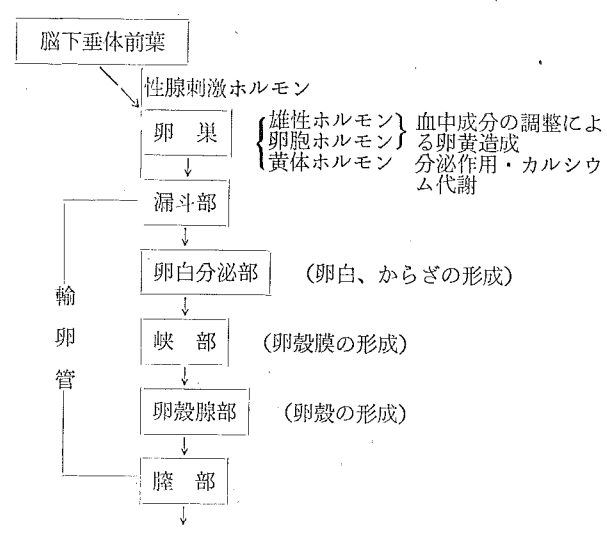 脳下垂体前葉
性腺刺激ホルモン
卵　巣
雄性ホルモン
卵胞ホルモン
血中成分の調整によ
る卵黄造成
黄体ホルモン
分泌作用・カルシウ
ム代謝
漏斗部
卵白分泌部　（卵白、からざの形成）
輸卵管
峡　部　（卵殻膜の形成）
卵殻腺部　（卵殻の形成）
膣　部